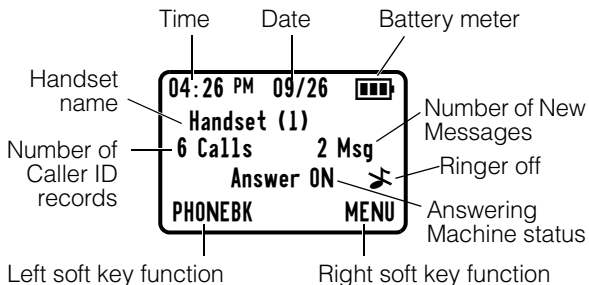 Time Date Battery meter
04:26 PM 09/26
Handset name
Handset (1)
6 Calls 2 Msg
Number of New Messages
Number of Caller ID records
Ringer off
Answer ON
PHONEBK MENU
Answering Machine status
Left soft key function Right soft key function